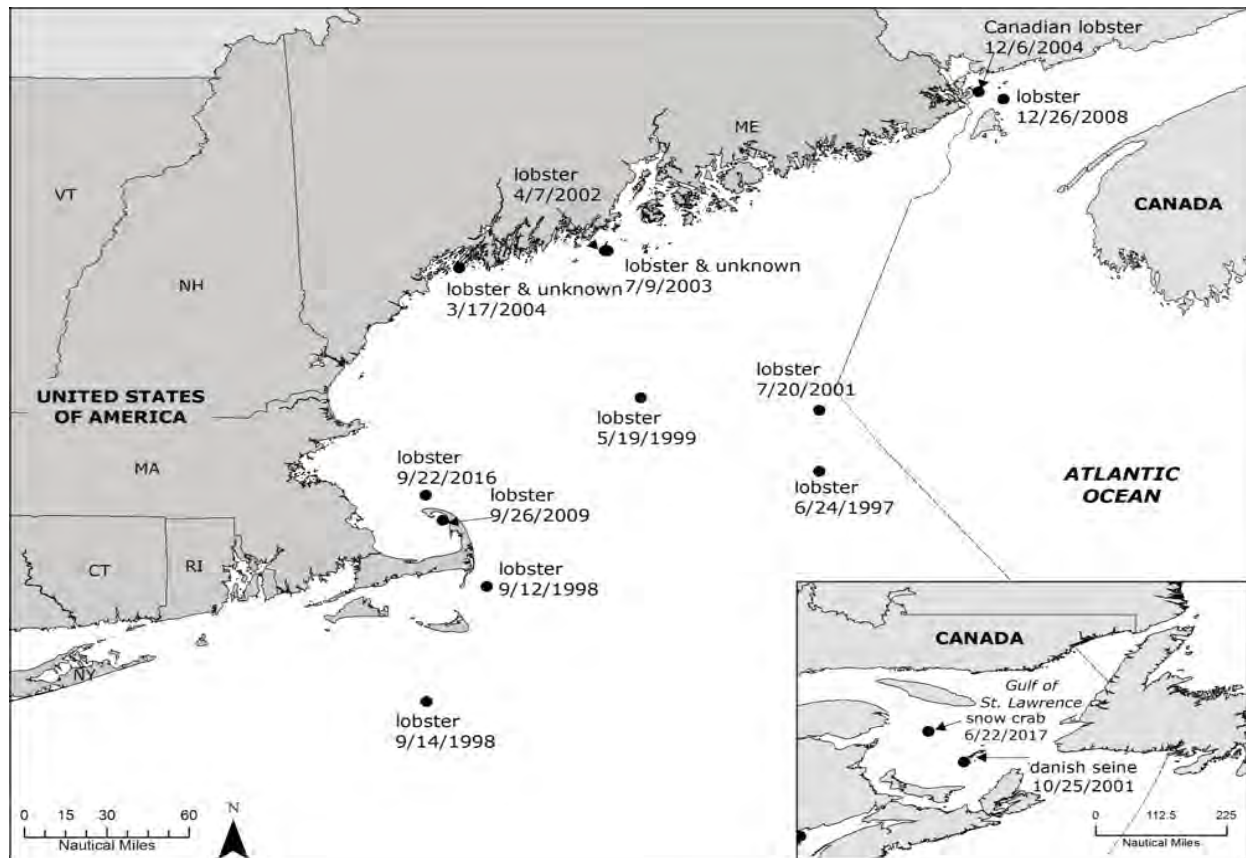 Canadian lobster
12/6/2004
lobster
12/26/2008
ME
lobster
4/7/2002
VT
CANADA
lobster & unknown
7/9/2003
NH
lobster & unknown
3/17/2004
lobster
7/20/2001
UNITED STATES
OF AMERICA
lobster
5/19/1999
MA
lobster
9/22/2016
lobster
9/26/2009
lobster
6/24/1997
ATLANTIC
OCEAN
CT
RI
lobster
9/12/1998
NY
lobster
9/14/1998
N
0 15 30 60
Nautical Miles
CANADA
Gulf of
St. Lawrence
snow crab
6/22/2017
danish seine
10/25/2001
0 112.5 225
Nautical Miles